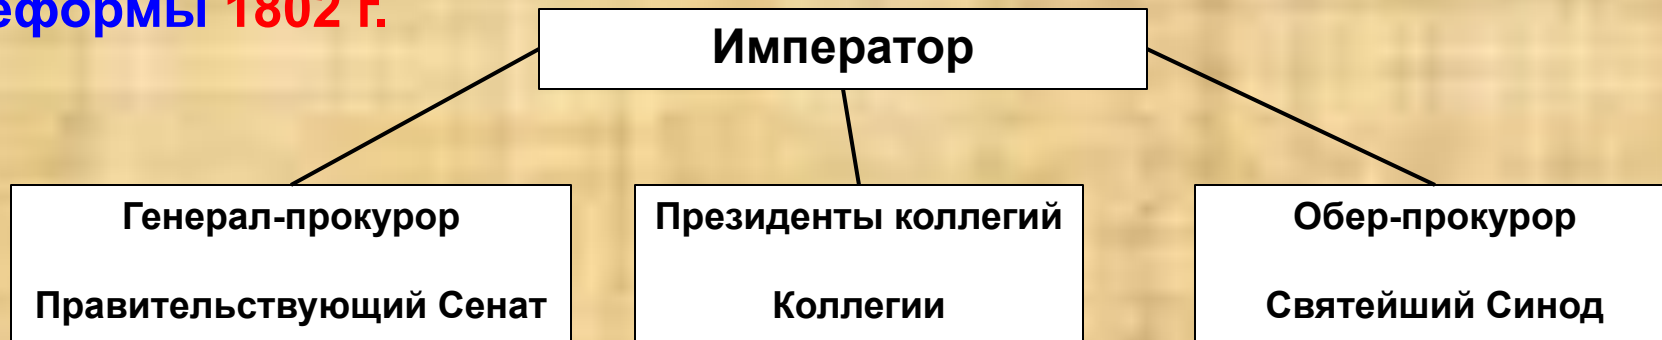 еформы 1802 г.
Император
Генерал-прокурор
Правительствующий Сенат
Президенты коллегий
Коллегии
Обер-прокурор
Святейший Синод